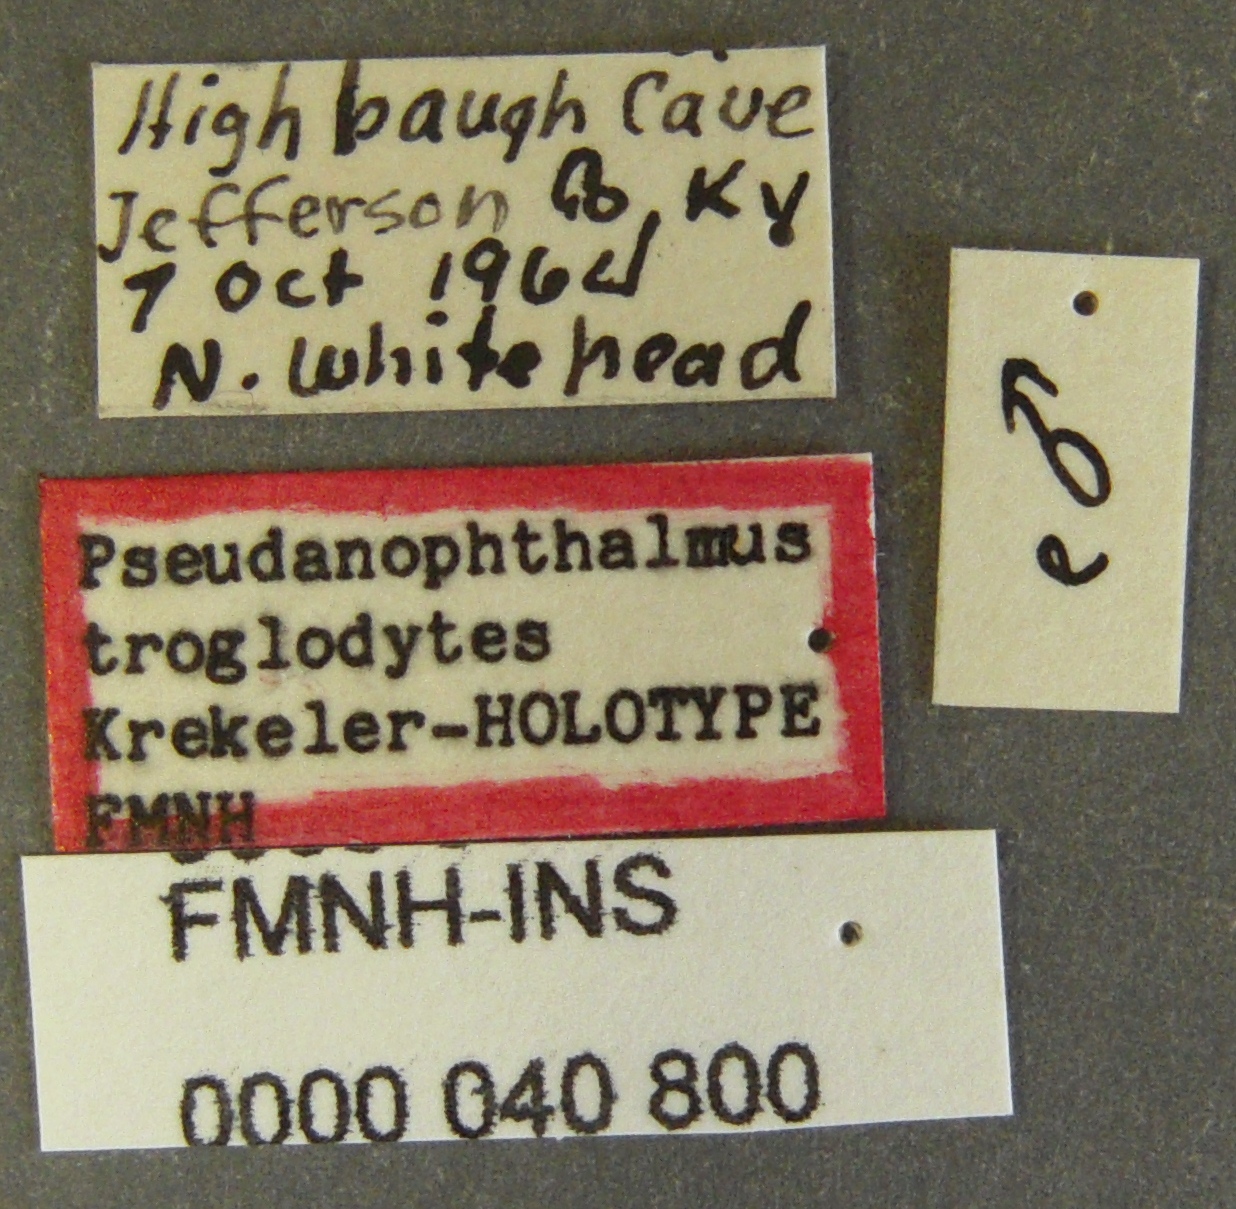 Highbaugh Cave
Jefferson Co, Ky
7 Oct 1964
N. Whitehead
♂
e
Pseudanophthalmus
troglodytes
Krekeler-HOLOTYPE
FMNH
FMNH-INS
0000 040 800